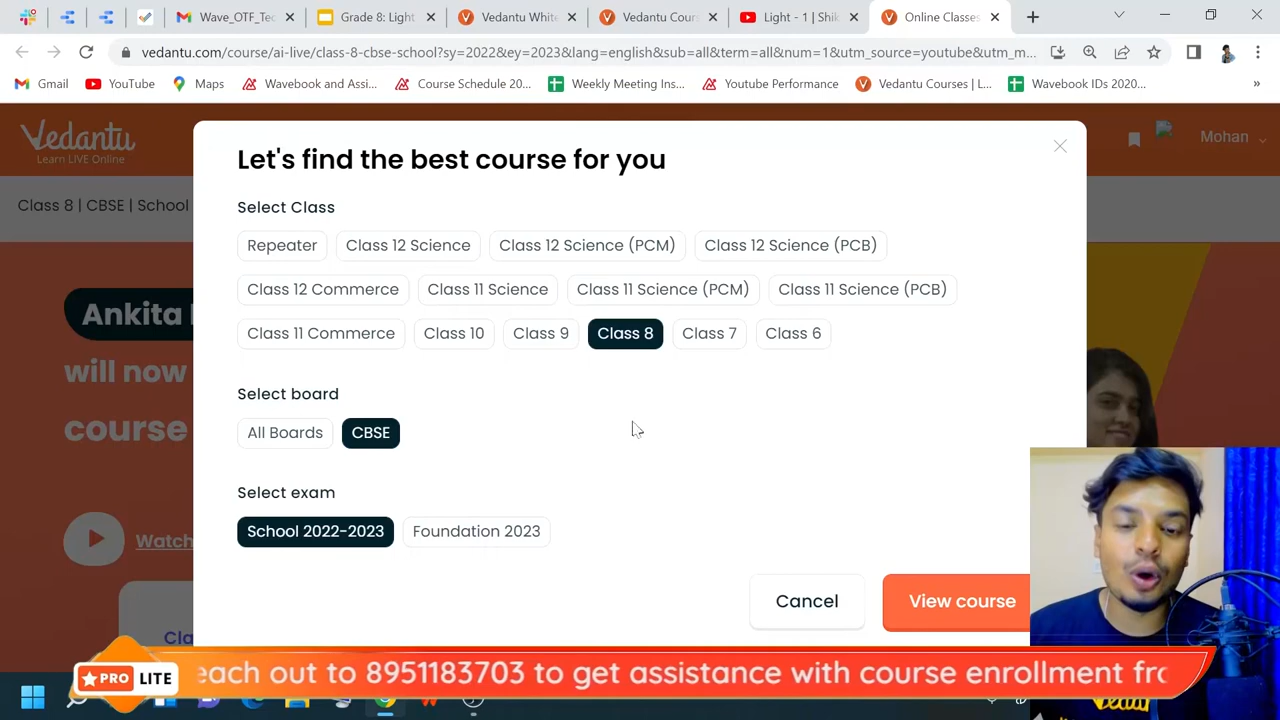 Wave_OTF_Tec
Grade 8: Light
Vedantu White
Vedantu Cour
Light - 1 | Shik
Online Classes
vedantu.com/course/ai-live/class-8-cbse-school?sy=2022&ey=2023&lang=english&sub=all&term=all&num=1&utm_source=youtube&utm_m...
Gmail
YouTube
Maps
Wavebook and Assi...
Course Schedule 20...
Weekly Meeting Ins...
Youtube Performance
Vedantu Courses | L...
Wavebook IDs 2020...
»
Vedantu
Learn LIVE Online
Mohan
Class 8 | CBSE | School
Let's find the best course for you
Select Class
Repeater
Class 12 Science
Class 12 Science (PCM)
Class 12 Science (PCB)
Class 12 Commerce
Class 11 Science
Class 11 Science (PCM)
Class 11 Science (PCB)
Class 11 Commerce
Class 10
Class 9
Class 8
Class 7
Class 6
Ankita
will now
course
Select board
All Boards
CBSE
Select exam
School 2022-2023
Foundation 2023
Watch
Cancel
View course
Cla
PRO LITE
each out to 8951183703 to get assistance with course enrollment fro